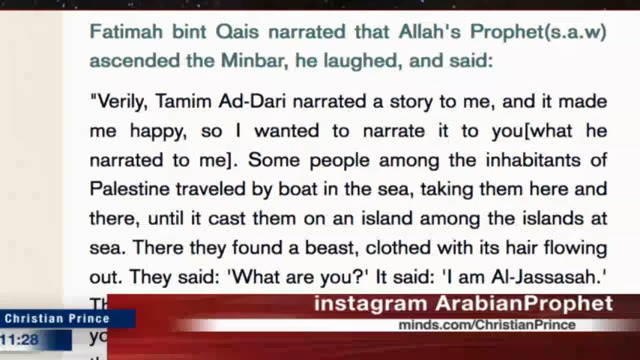 Fatimah bint Qais narrated that Allah's Prophet(s.a.w)
ascended the Minbar, he laughed, and said:
"Verily, Tamim Ad-Dari narrated a story to me, and it made
me happy, so I wanted to narrate it to you[what he
narrated to me]. Some people among the inhabitants of
Palestine traveled by boat in the sea, taking them here and
there, until it cast them on an island among the islands at
sea. There they found a beast, clothed with its hair flowing
out. They said: 'What are you?' It said: 'I am Al-Jassasah.'
instagram ArabianProphet
Christian Prince
minds.com/ChristianPrince
11:28